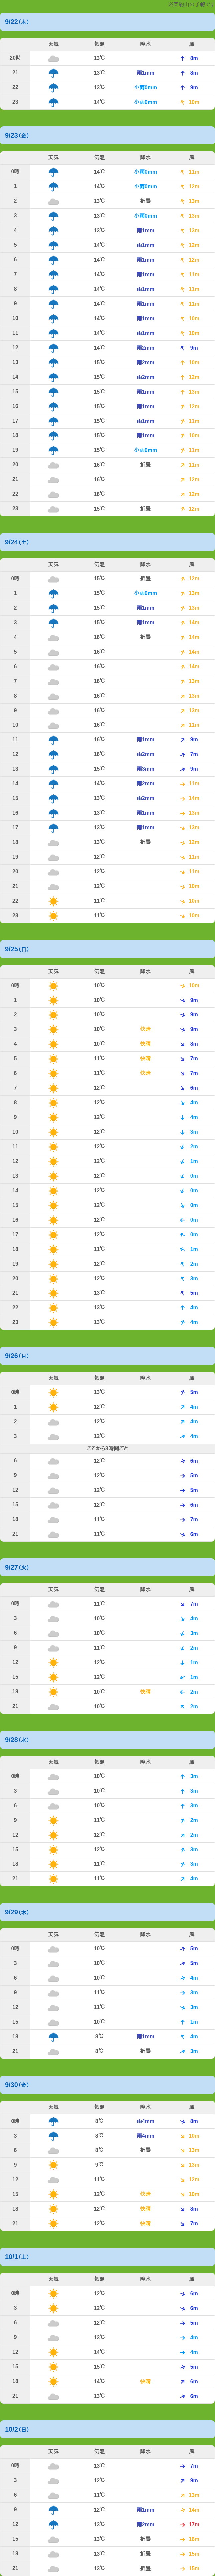 ※東館山の予報です
9/22(木)
天気 気温 降水 風
20時 13℃ 8m
21 13℃ 雨1mm 8m
22 13℃ 小雨0mm 9m
23 14℃ 小雨0mm 10m
9/23(金)
天気 気温 降水 風
0時 14℃ 小雨0mm 11m
1 14℃ 小雨0mm 12m
2 13℃ 折曇 13m
3 13℃ 小雨0mm 13m
4 13℃ 雨1mm 13m
5 15℃ 雨1mm 12m
6 15℃ 雨1mm 12m
7 14℃ 雨1mm 11m
8 14℃ 雨1mm 11m
9 14℃ 雨1mm 11m
10 14℃ 雨1mm 10m
11 14℃ 雨1mm 10m
12 14℃ 雨2mm 9m
13 15℃ 雨2mm 10m
14 15℃ 雨2mm 12m
15 15℃ 雨1mm 13m
16 15℃ 雨1mm 12m
17 15℃ 雨1mm 11m
18 15℃ 雨1mm 10m
19 15℃ 小雨0mm 11m
20 16℃ 折曇 11m
21 16℃ 12m
22 16℃ 12m
23 15℃ 折曇 12m
9/24(土)
天気 気温 降水 風
0時 15℃ 折曇 12m
1 15℃ 小雨0mm 13m
2 15℃ 雨1mm 13m
3 15℃ 雨1mm 14m
4 16℃ 折曇 14m
5 16℃ 14m
6 16℃ 14m
7 16℃ 13m
8 16℃ 13m
9 16℃ 13m
10 16℃ 11m
11 16℃ 雨1mm 9m
12 16℃ 雨2mm 7m
13 15℃ 雨3mm 9m
14 15℃ 雨2mm 11m
15 15℃ 雨2mm 14m
16 15℃ 雨1mm 13m
17 13℃ 雨1mm 13m
18 13℃ 折曇 12m
19 12℃ 11m
20 12℃ 11m
21 12℃ 10m
22 11℃ 10m
23 11℃ 10m
9/25(日)
天気 気温 降水 風
0時 10℃ 10m
1 10℃ 9m
2 10℃ 9m
3 10℃ 快晴 9m
4 10℃ 快晴 8m
5 11℃ 快晴 7m
6 11℃ 快晴 7m
7 12℃ 6m
8 12℃ 4m
9 12℃ 4m
10 12℃ 3m
11 12℃ 2m
12 12℃ 1m
13 12℃ 0m
14 12℃ 0m
15 12℃ 0m
16 12℃ 0m
17 12℃ 0m
18 11℃ 1m
19 12℃ 2m
20 12℃ 3m
21 13℃ 5m
22 13℃ 4m
23 13℃ 4m
9/26(月)
天気 気温 降水 風
0時 13℃ 5m
1 12℃ 4m
2 12℃ 4m
3 12℃ 4m
ここから3時間ごと
6 12℃ 6m
9 12℃ 5m
12 12℃ 5m
15 12℃ 6m
18 11℃ 7m
21 11℃ 6m
9/27(火)
天気 気温 降水 風
0時 11℃ 7m
3 10℃ 4m
6 10℃ 3m
9 11℃ 2m
12 12℃ 1m
15 12℃ 1m
18 10℃ 快晴 2m
21 10℃ 2m
9/28(水)
天気 気温 降水 風
0時 10℃ 3m
3 10℃ 3m
6 10℃ 3m
9 11℃ 2m
12 12℃ 2m
15 12℃ 3m
18 11℃ 3m
21 11℃ 4m
9/29(木)
天気 気温 降水 風
0時 10℃ 5m
3 10℃ 5m
6 10℃ 4m
9 11℃ 3m
12 11℃ 3m
15 10℃ 1m
18 8℃ 雨1mm 4m
21 8℃ 折曇 3m
9/30(金)
天気 気温 降水 風
0時 8℃ 雨4mm 8m
3 8℃ 雨4mm 10m
6 8℃ 折曇 13m
9 9℃ 13m
12 11℃ 12m
15 12℃ 快晴 10m
18 12℃ 快晴 8m
21 12℃ 快晴 7m
10/1(土)
天気 気温 降水 風
0時 12℃ 6m
3 12℃ 6m
6 12℃ 5m
9 13℃ 4m
12 14℃ 4m
15 15℃ 5m
18 14℃ 快晴 6m
21 13℃ 6m
10/2(日)
天気 気温 降水 風
0時 13℃ 7m
3 12℃ 9m
6 11℃ 12m
9 12℃ 雨1mm 14m
12 13℃ 雨2mm 17m
15 13℃ 折曇 16m
18 13℃ 折曇 15m
21 13℃ 折曇 15m